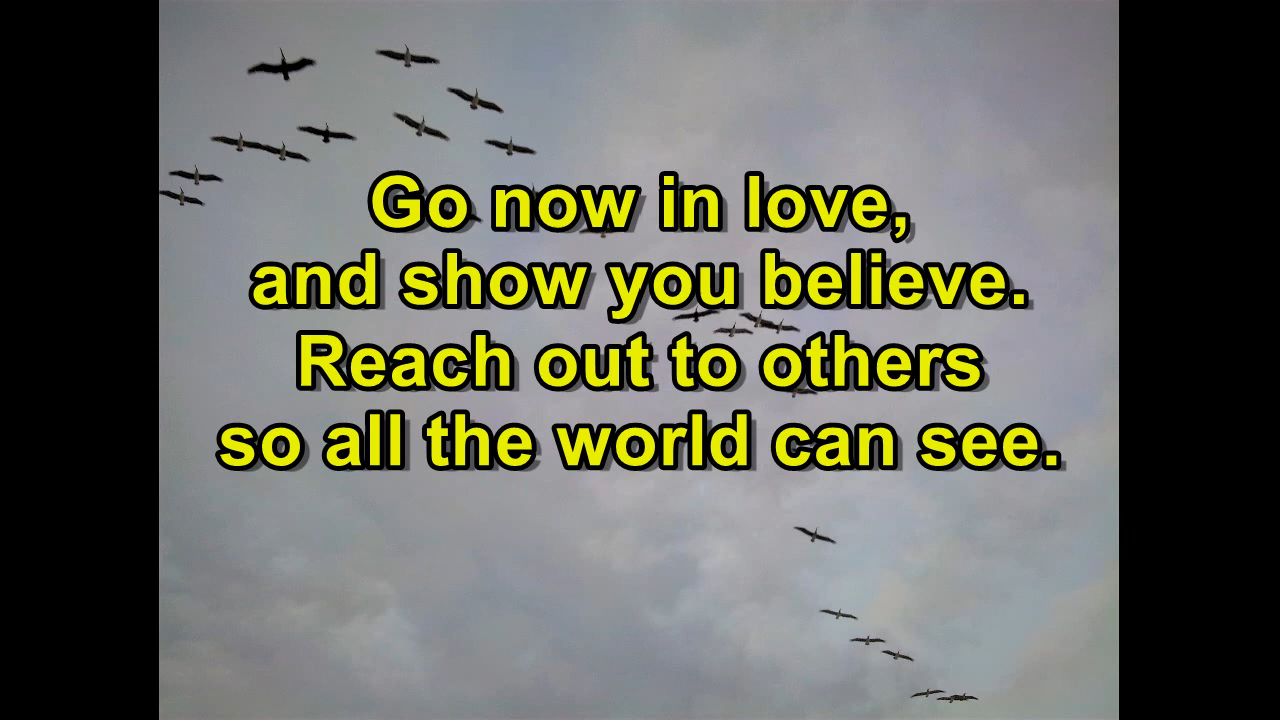 Go now in love,
and show you believe.
Reach out to others
so all the world can see.